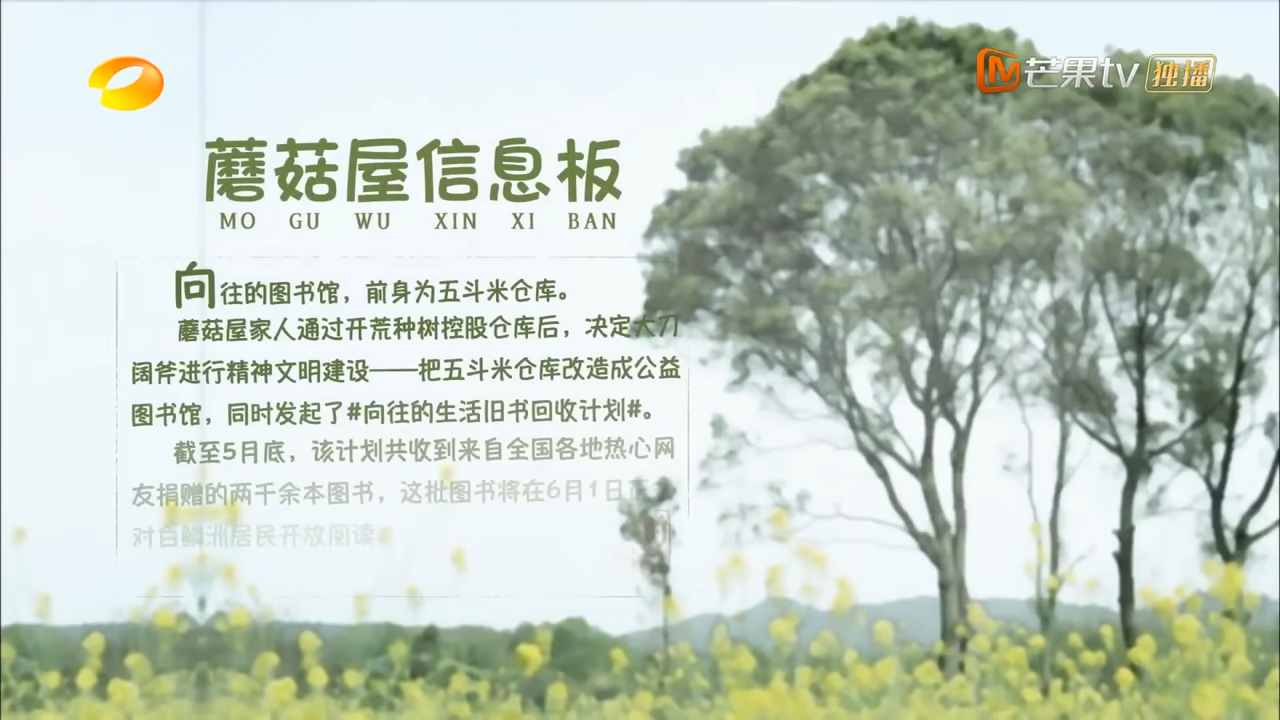 芒果tv 独播
蘑菇屋信息板
MO GU WU XIN XI BAN
向往的图书馆，前身为五斗米仓库。
蘑菇屋家人通过开荒种树控股仓库后，决定大刀
阔斧进行精神文明建设——把五斗米仓库改造成公益
图书馆，同时发起了#向往的生活旧书回收计划#。
截至5月底，该计划共收到来自全国各地热心网
友捐赠的两千余本图书，这批图书将在6月1日正式
对白鳞洲居民开放阅读。